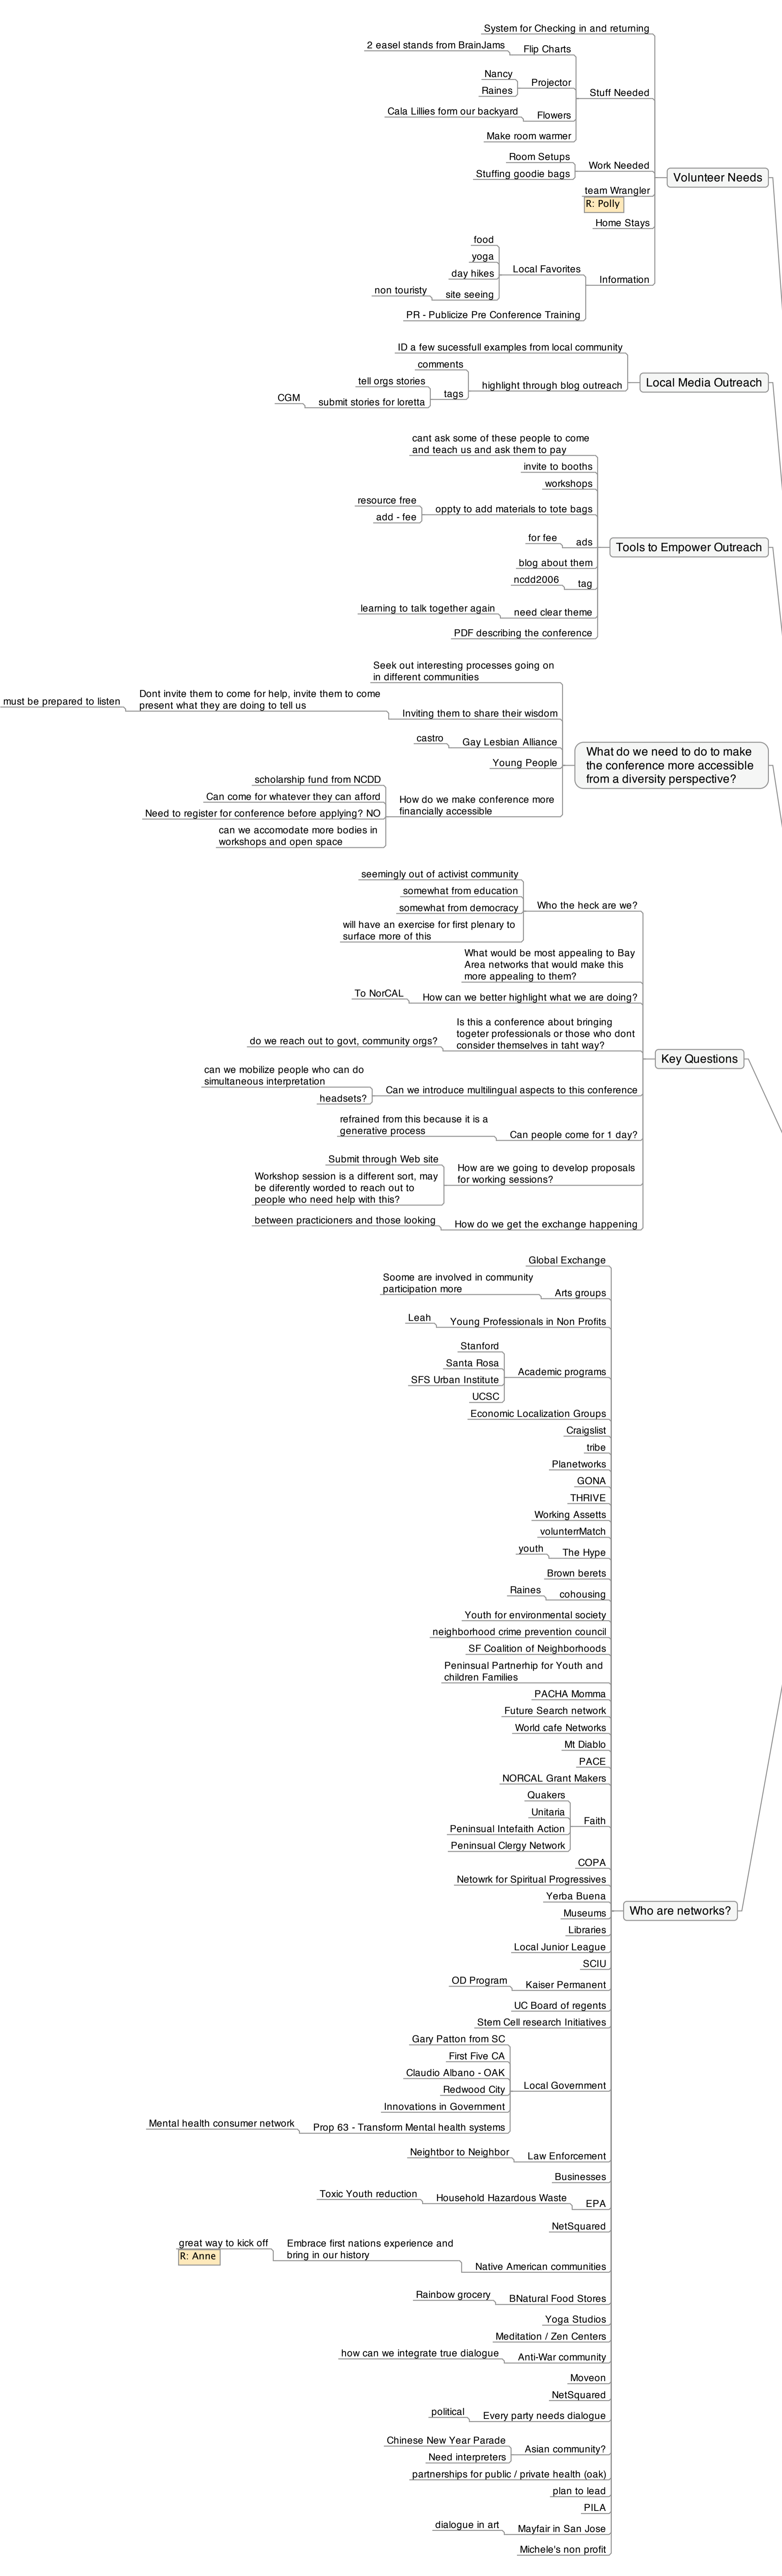 System for Checking in and returning
2 easel stands from BrainJams
Flip Charts
Nancy
Raines
Projector
Stuff Needed
Cala Lillies form our backyard
Flowers
Make room warmer
Room Setups
Stuffing goodie bags
Work Needed
Volunteer Needs
team Wrangler
R: Polly
Home Stays
food
yoga
day hikes
Local Favorites
non touristy
site seeing
Information
PR - Publicize Pre Conference Training
ID a few sucessfull examples from local community
comments
tell orgs stories
CGM
submit stories for loretta
tags
highlight through blog outreach
Local Media Outreach
cant ask some of these people to come
and teach us and ask them to pay
invite to booths
workshops
resource free
add - fee
oppty to add materials to tote bags
for fee
ads
Tools to Empower Outreach
blog about them
ncdd2006
tag
learning to talk together again
need clear theme
PDF describing the conference
Seek out interesting processes going on
in different communities
must be prepared to listen
Dont invite them to come for help, invite them to come
present what they are doing to tell us
Inviting them to share their wisdom
castro
Gay Lesbian Alliance
Young People
What do we need to do to make
the conference more accessible
from a diversity perspective?
scholarship fund from NCDD
Can come for whatever they can afford
Need to register for conference before applying? NO
can we accomodate more bodies in
workshops and open space
How do we make conference more
financially accessible
seemingly out of activist community
somewhat from education
somewhat from democracy
will have an exercise for first plenary to
surface more of this
Who the heck are we?
What would be most appealing to Bay
Area networks that would make this
more appealing to them?
To NorCAL
How can we better highlight what we are doing?
do we reach out to govt, community orgs?
Is this a conference about bringing
togeter professionals or those who dont
consider themselves in taht way?
Key Questions
can we mobilize people who can do
simultaneous interpretation
headsets?
Can we introduce multilingual aspects to this conference
refrained from this because it is a
generative process
Can people come for 1 day?
Submit through Web site
Workshop session is a different sort, may
be diferently worded to reach out to
people who need help with this?
How are we going to develop proposals
for working sessions?
between practicioners and those looking
How do we get the exchange happening
Global Exchange
Soome are involved in community
participation more
Arts groups
Leah
Young Professionals in Non Profits
Stanford
Santa Rosa
SFS Urban Institute
UCSC
Academic programs
Economic Localization Groups
Craigslist
tribe
Planetworks
GONA
THRIVE
Working Assetts
volunterrMatch
youth
The Hype
Brown berets
Raines
cohousing
Youth for environmental society
neighborhood crime prevention council
SF Coalition of Neighborhoods
Peninsual Partnerhip for Youth and
children Families
PACHA Momma
Future Search network
World cafe Networks
Mt Diablo
PACE
NORCAL Grant Makers
Quakers
Unitaria
Peninsual Intefaith Action
Peninsual Clergy Network
Faith
COPA
Netowrk for Spiritual Progressives
Yerba Buena
Museums
Who are networks?
Libraries
Local Junior League
SCIU
OD Program
Kaiser Permanent
UC Board of regents
Stem Cell research Initiatives
Gary Patton from SC
First Five CA
Claudio Albano - OAK
Redwood City
Innovations in Government
Mental health consumer network
Prop 63 - Transform Mental health systems
Local Government
Neightbor to Neighbor
Law Enforcement
Businesses
Toxic Youth reduction
Household Hazardous Waste
EPA
NetSquared
great way to kick off
R: Anne
Embrace first nations experience and
bring in our history
Native American communities
Rainbow grocery
BNatural Food Stores
Yoga Studios
Meditation / Zen Centers
how can we integrate true dialogue
Anti-War community
Moveon
NetSquared
political
Every party needs dialogue
Chinese New Year Parade
Need interpreters
Asian community?
partnerships for public / private health (oak)
plan to lead
PILA
dialogue in art
Mayfair in San Jose
Michele's non profit